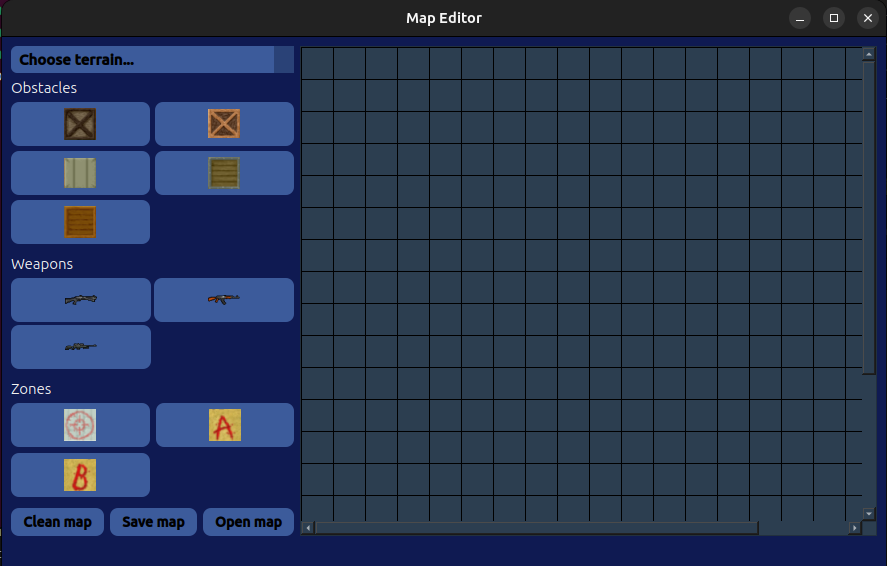 Map Editor
Choose terrain...
Obstacles
Weapons
Zones
A
B
Clean map
Save map
Open map